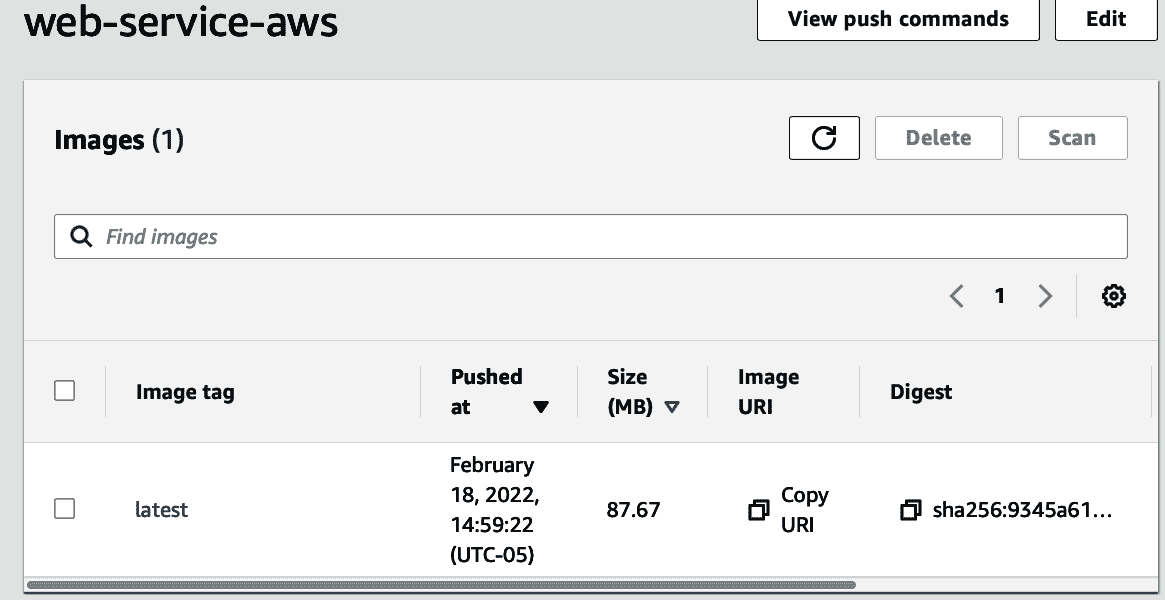 web-service-aws
View push commands
Edit
Images (1)
Delete
Scan
Find images
1
Image tag
Pushed
at
Size
(MB)
Image
URI
Digest
latest
February
18, 2022,
14:59:22
(UTC-05)
87.67
Copy
URI
sha256:9345a61...